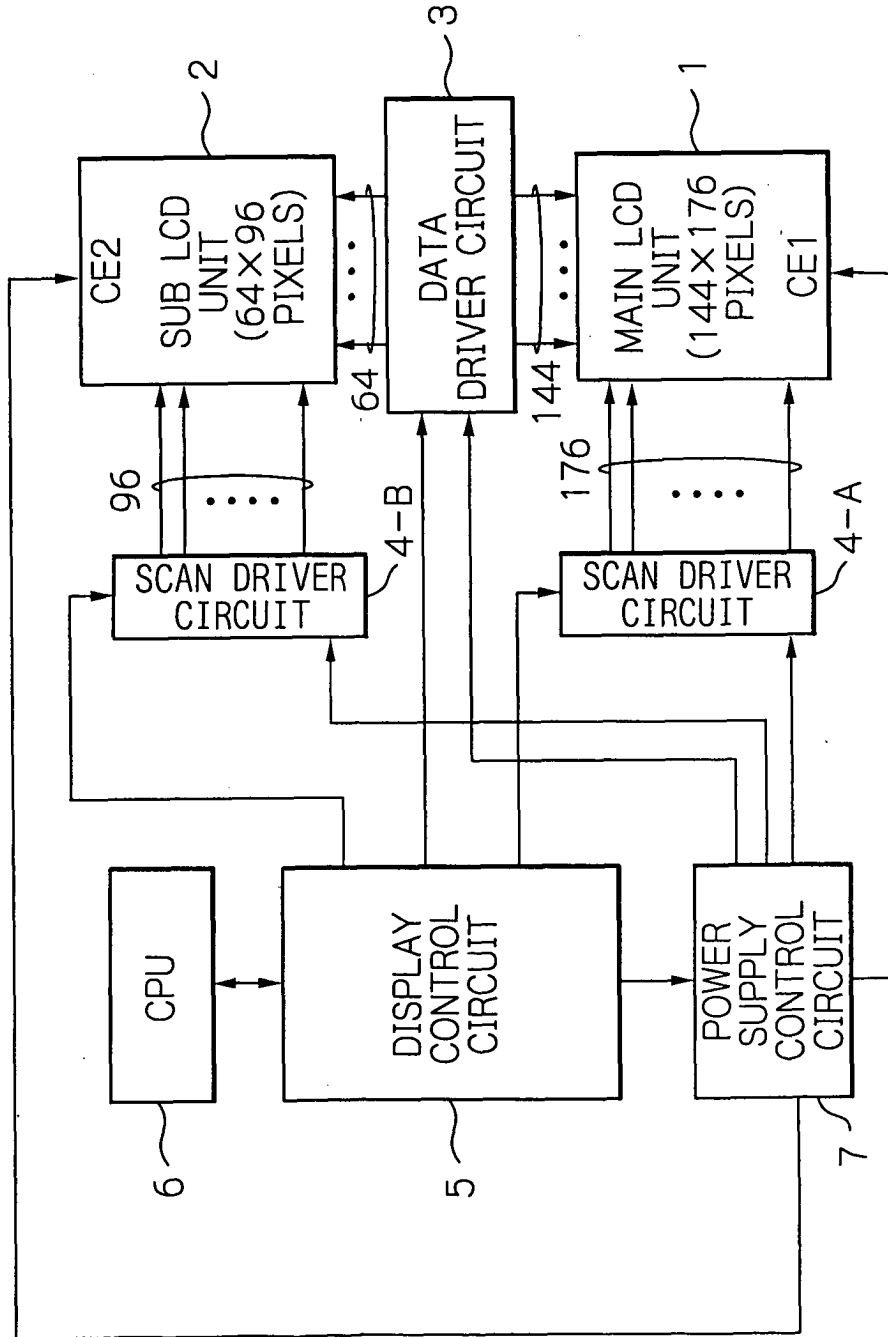 CPU
6
DISPLAY
CONTROL
CIRCUIT
5
POWER
SUPPLY
CONTROL
CIRCUIT
7
SCAN DRIVER
CIRCUIT
4-B
96
SCAN DRIVER
CIRCUIT
4-A
176
CE2
SUB LCD
UNIT
(64×96
PIXELS)
2
64
DATA
DRIVER CIRCUIT
3
144
MAIN LCD
UNIT
(144×176
PIXELS)
CE1
1